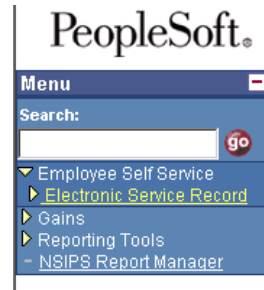 PeopleSoft®
Menu
Search:
go
Employee Self Service
Electronic Service Record
Gains
Reporting Tools
- NSIPS Report Manager